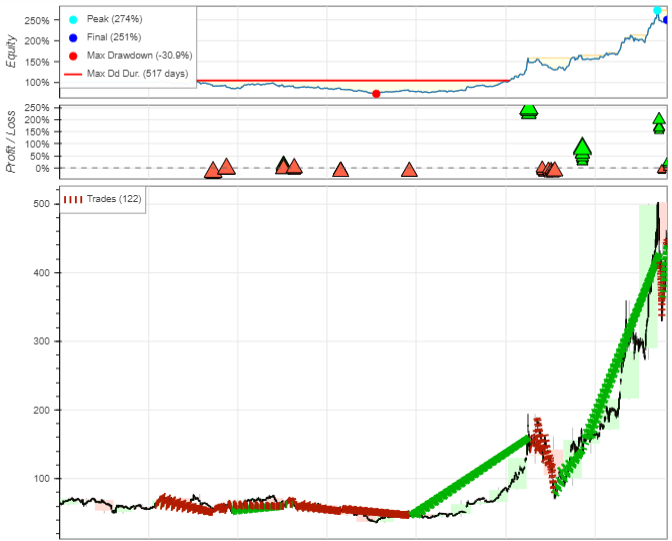 Equity
250%
200%
150%
100%
Peak (274%)
Final (251%)
Max Drawdown (-30.9%)
Max Dd Dur. (517 days)
Profit / Loss
250%
200%
150%
100%
50%
0%
Trades (122)
500
400
300
200
100